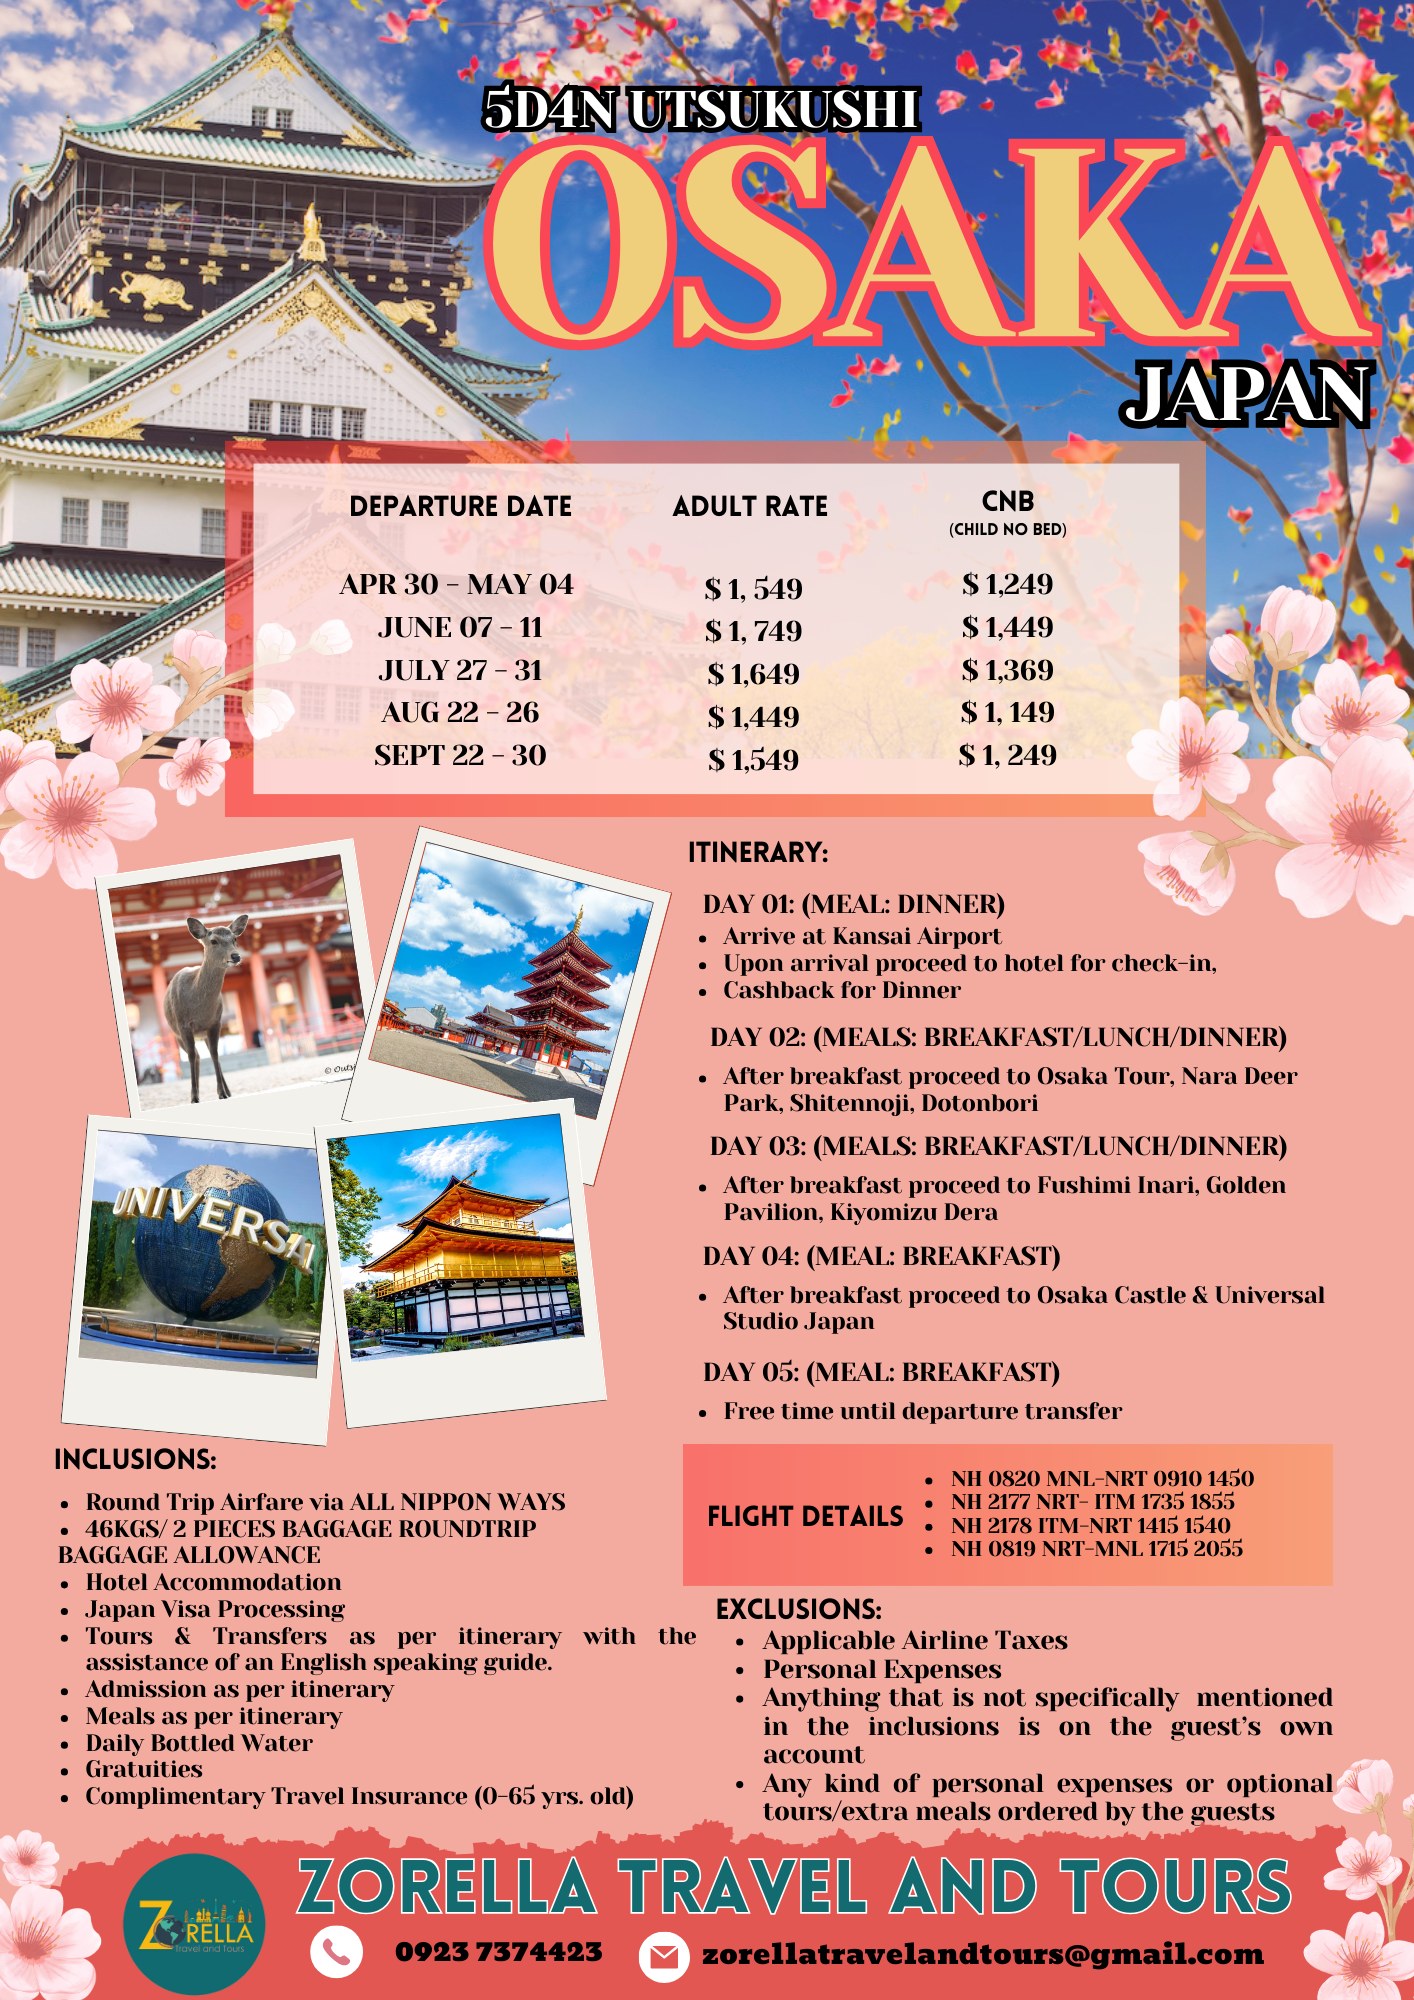 5D4N UTSUKUSHI
OSAKA
JAPAN
DEPARTURE DATE ADULT RATE CNB
(CHILD NO BED)
APR 30 - MAY 04 $ 1, 549 $ 1,249
JUNE 07 - 11 $ 1, 749 $ 1,449
JULY 27 - 31 $ 1,649 $ 1,369
AUG 22 - 26 $ 1,449 $ 1, 149
SEPT 22 - 30 $ 1,549 $ 1, 249
© Outs
UNIVERSAL
ITINERARY:
DAY 01: (MEAL: DINNER)
• Arrive at Kansai Airport
• Upon arrival proceed to hotel for check-in,
• Cashback for Dinner
DAY 02: (MEALS: BREAKFAST/LUNCH/DINNER)
• After breakfast proceed to Osaka Tour, Nara Deer
Park, Shitennoji, Dotonbori
DAY 03: (MEALS: BREAKFAST/LUNCH/DINNER)
• After breakfast proceed to Fushimi Inari, Golden
Pavilion, Kiyomizu Dera
DAY 04: (MEAL: BREAKFAST)
• After breakfast proceed to Osaka Castle & Universal
Studio Japan
DAY 05: (MEAL: BREAKFAST)
• Free time until departure transfer
INCLUSIONS:
• Round Trip Airfare via ALL NIPPON WAYS
• 46KGS/ 2 PIECES BAGGAGE ROUNDTRIP
BAGGAGE ALLOWANCE
• Hotel Accommodation
• Japan Visa Processing
• Tours & Transfers as per itinerary with the
assistance of an English speaking guide.
• Admission as per itinerary
• Meals as per itinerary
• Daily Bottled Water
• Gratuities
• Complimentary Travel Insurance (0-65 yrs. old)
FLIGHT DETAILS
• NH 0820 MNL-NRT 0910 1450
• NH 2177 NRT- ITM 1735 1855
• NH 2178 ITM-NRT 1415 1540
• NH 0819 NRT-MNL 1715 2055
EXCLUSIONS:
• Applicable Airline Taxes
• Personal Expenses
• Anything that is not specifically mentioned
in the inclusions is on the guest's own
account
• Any kind of personal expenses or optional
tours/extra meals ordered by the guests
ZORELLA
Travel and Tours
ZORELLA TRAVEL AND TOURS
0923 7374423
zorellatravelandtours@gmail.com